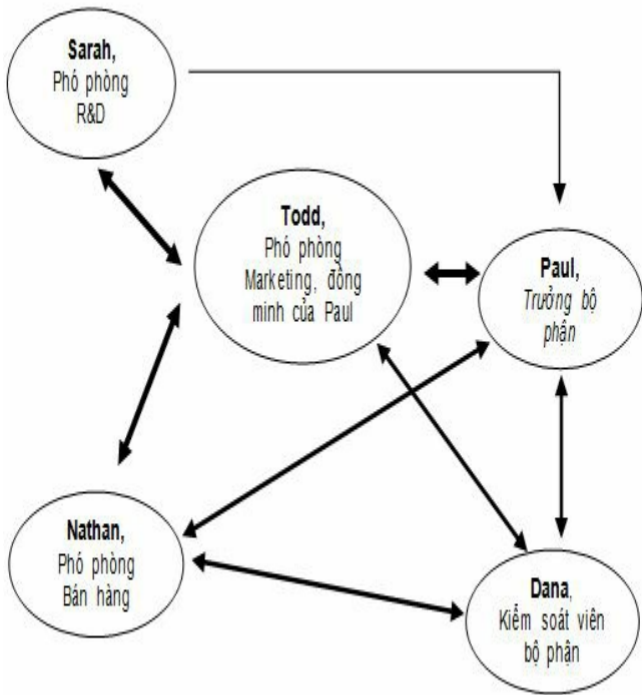 Sarah,
Phó phòng
R&D
Todd,
Phó phòng
Marketing, đồng
minh của Paul
Paul,
Trưởng bộ
phận
Nathan,
Phó phòng
Bán hàng
Dana,
Kiểm soát viên
bộ phận